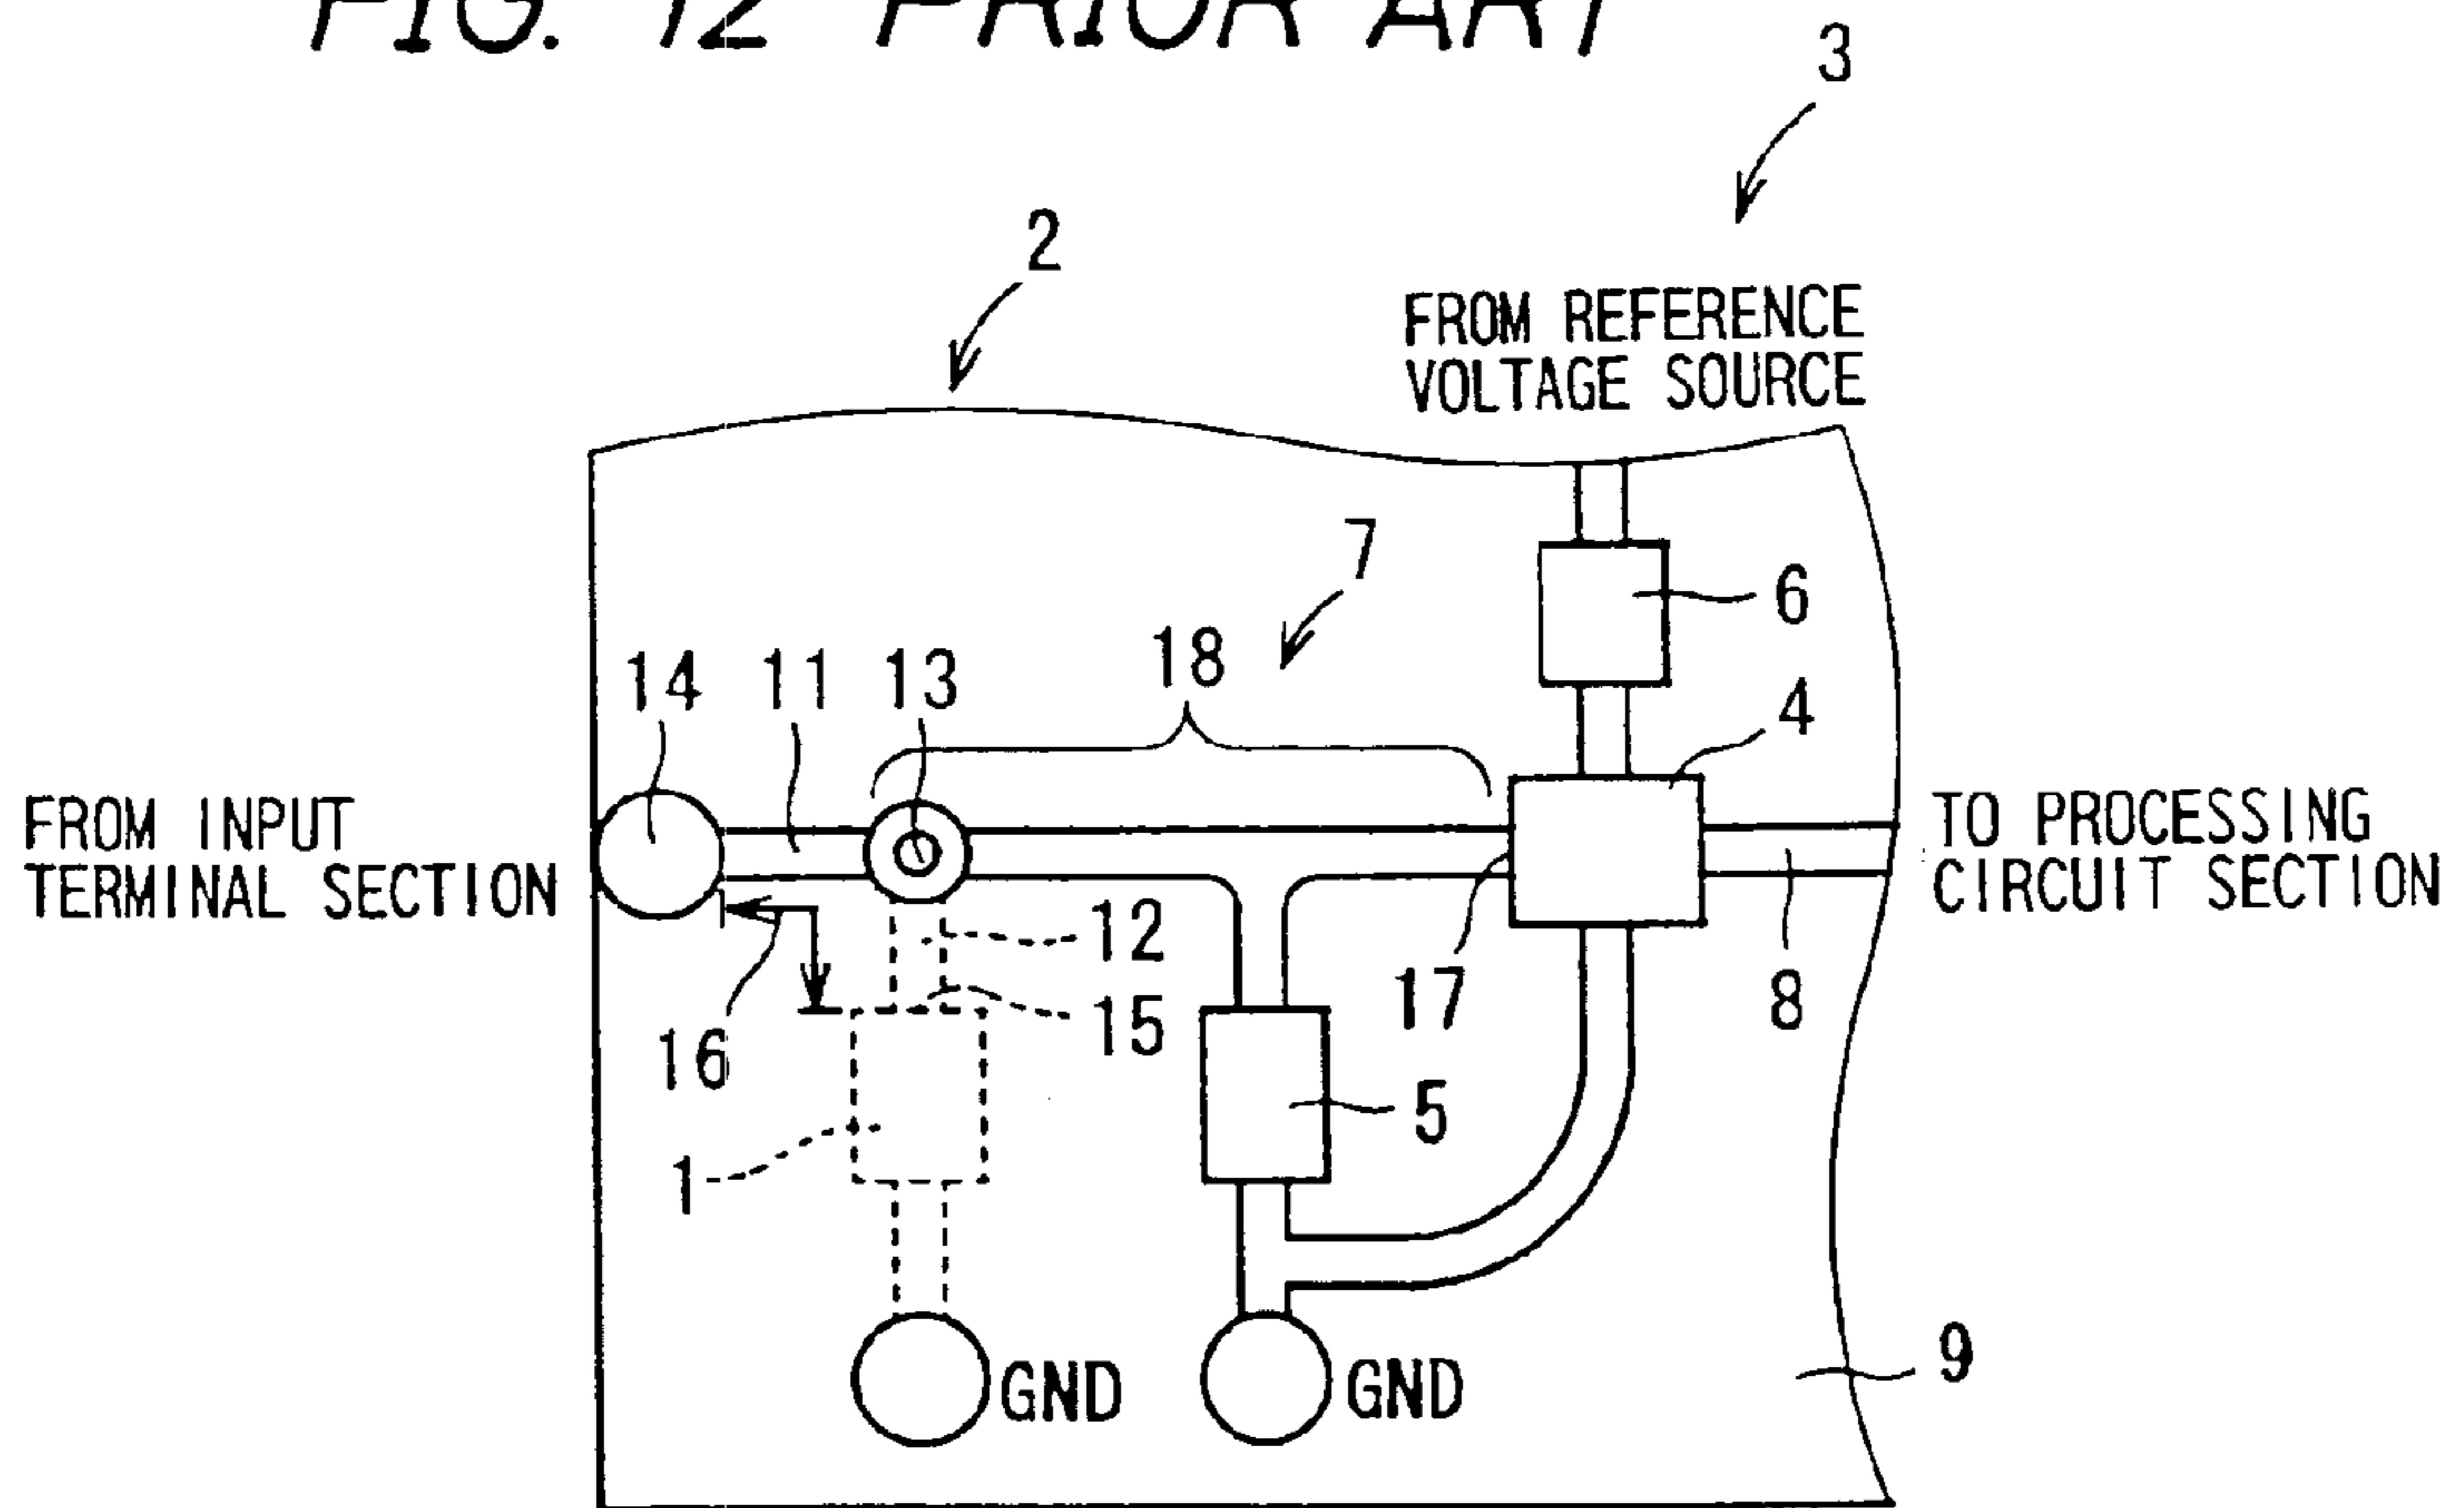 FIG. 12 PRIOR ART
3
2
FROM REFERENCE
VOLTAGE SOURCE
7
6
18
14 11 13
4
FROM INPUT
TERMINAL SECTION
TO PROCESSING
CIRCUIT SECTION
12
17
8
15
16
5
1
GND
GND
9